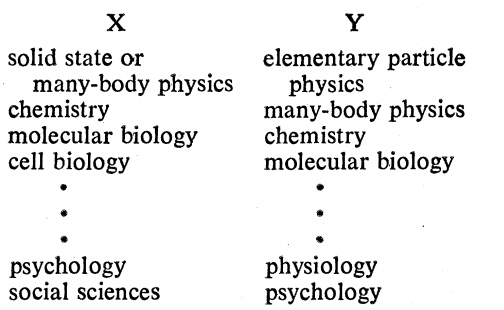 X Y
solid state or elementary particle
many-body physics physics
chemistry many-body physics
molecular biology chemistry
cell biology molecular biology
. .
. .
. .
psychology physiology
social sciences psychology